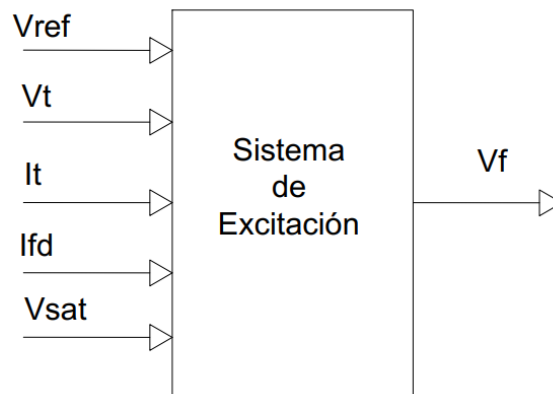 Vref
Vt
It
Ifd
Vsat
Sistema
de
Excitación
Vf